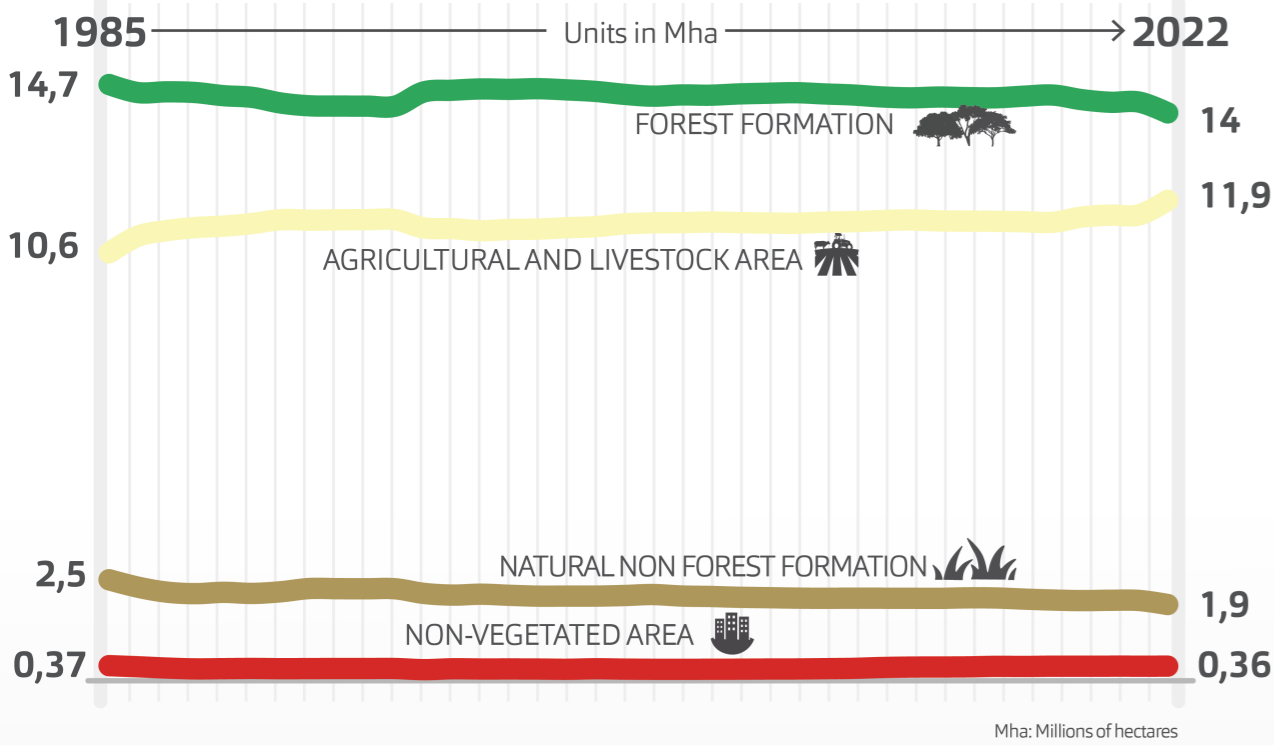 1985 Units in Mha 2022
14,7
FOREST FORMATION
14
11,9
10,6
AGRICULTURAL AND LIVESTOCK AREA
NATURAL NON FOREST FORMATION
2,5
1,9
NON-VEGETATED AREA
0,37
0,36
Mha: Millions of hectares